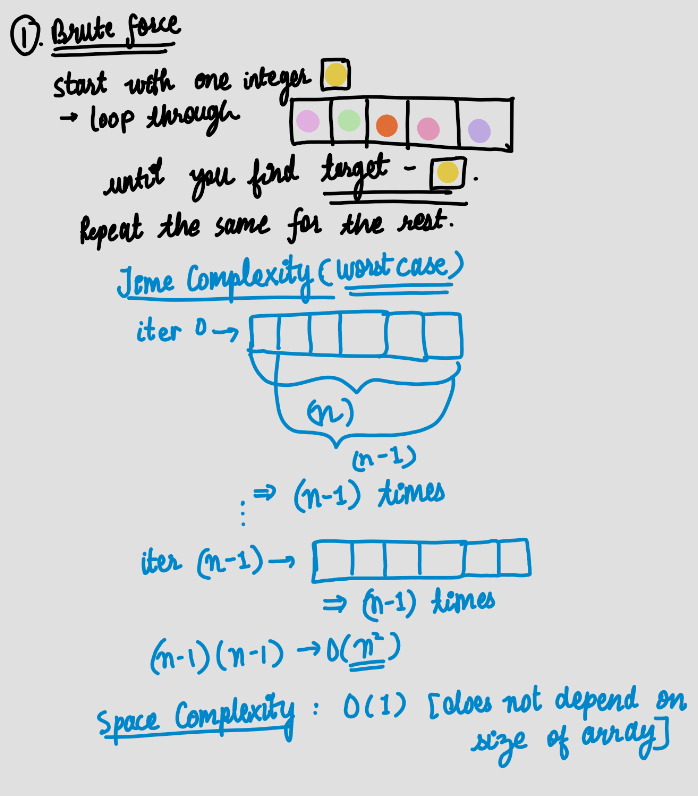 ①. Brute force
Start with one integer
→ loop through
until you find target - .
Repeat the same for the rest.
Time Complexity (worst case)
iter 0 →
(n)
(n-1)
⇒ (n-1) times
⋮
iter (n-1) →
⇒ (n-1) times
(n-1)(n-1) → O(n²)
Space Complexity : O(1) [does not depend on
size of array]